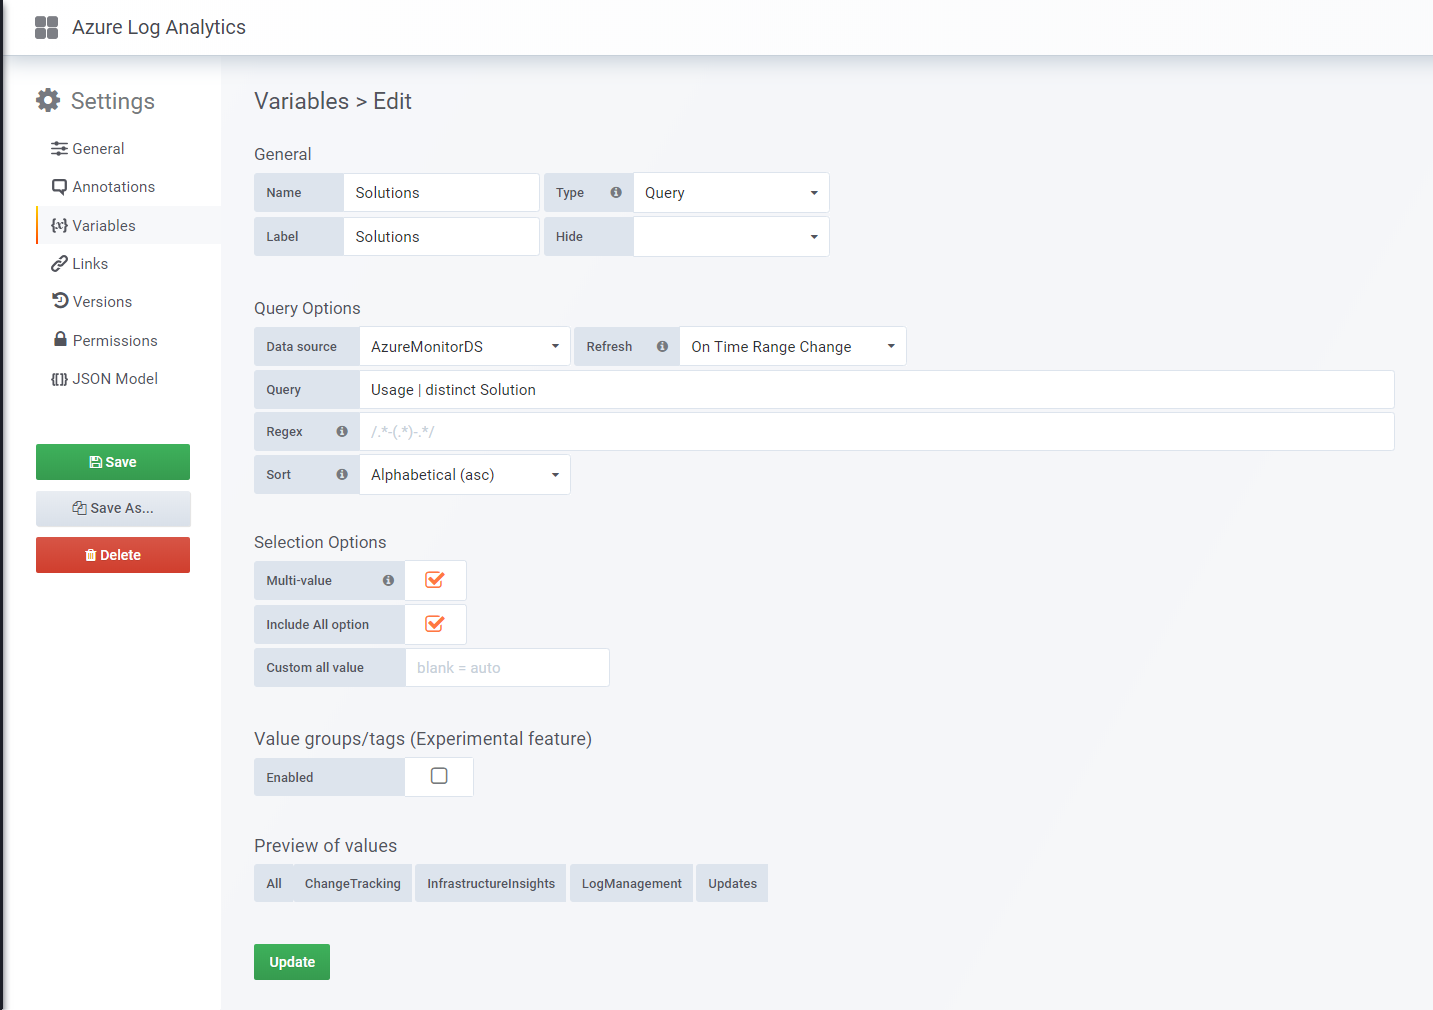 Azure Log Analytics
Settings
General
Annotations
{x} Variables
Links
Versions
Permissions
{[]} JSON Model
Save
Save As...
Delete
Variables > Edit
General
Name Solutions Type Query
Label Solutions Hide
Query Options
Data source AzureMonitorDS Refresh On Time Range Change
Query Usage | distinct Solution
Regex /.*-(.*)-.*/
Sort Alphabetical (asc)
Selection Options
Multi-value
Include All option
Custom all value blank = auto
Value groups/tags (Experimental feature)
Enabled
Preview of values
All ChangeTracking InfrastructureInsights LogManagement Updates
Update